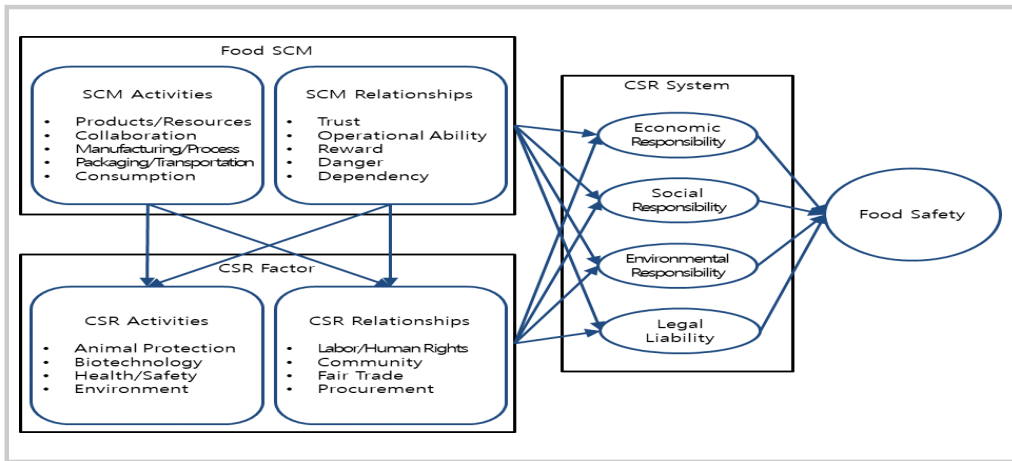 Food SCM
SCM Activities
• Products/Resources
• Collaboration
• Manufacturing/Process
• Packaging/Transportation
• Consumption
SCM Relationships
• Trust
• Operational Ability
• Reward
• Danger
• Dependency
CSR Factor
CSR Activities
• Animal Protection
• Biotechnology
• Health/Safety
• Environment
CSR Relationships
• Labor/Human Rights
• Community
• Fair Trade
• Procurement
CSR System
Economic
Responsibility
Social
Responsibility
Environmental
Responsibility
Legal
Liability
Food Safety